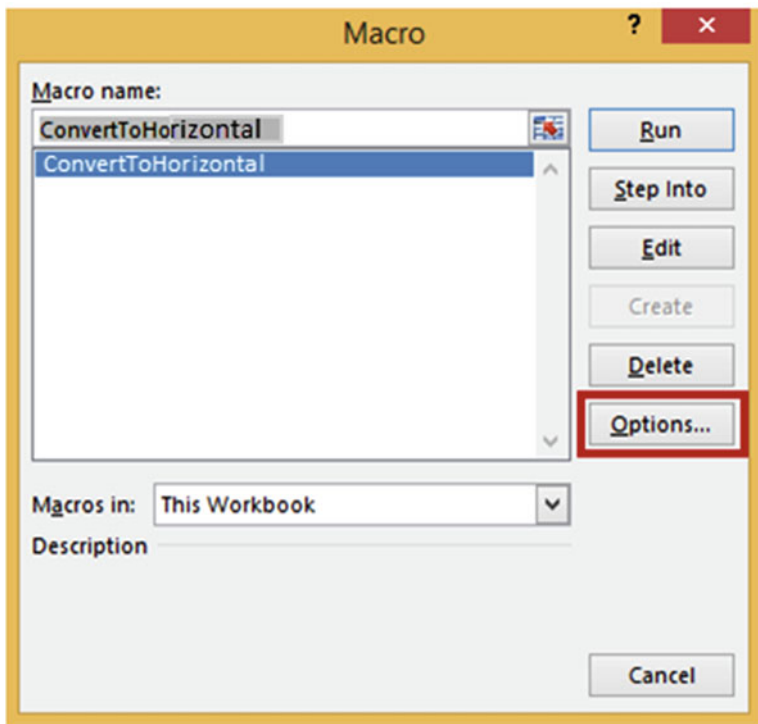 Macro
?
Macro name:
ConvertToHorizontal
ConvertToHorizontal
Run
Step Into
Edit
Create
Delete
Options...
Macros in: This Workbook
Description
Cancel